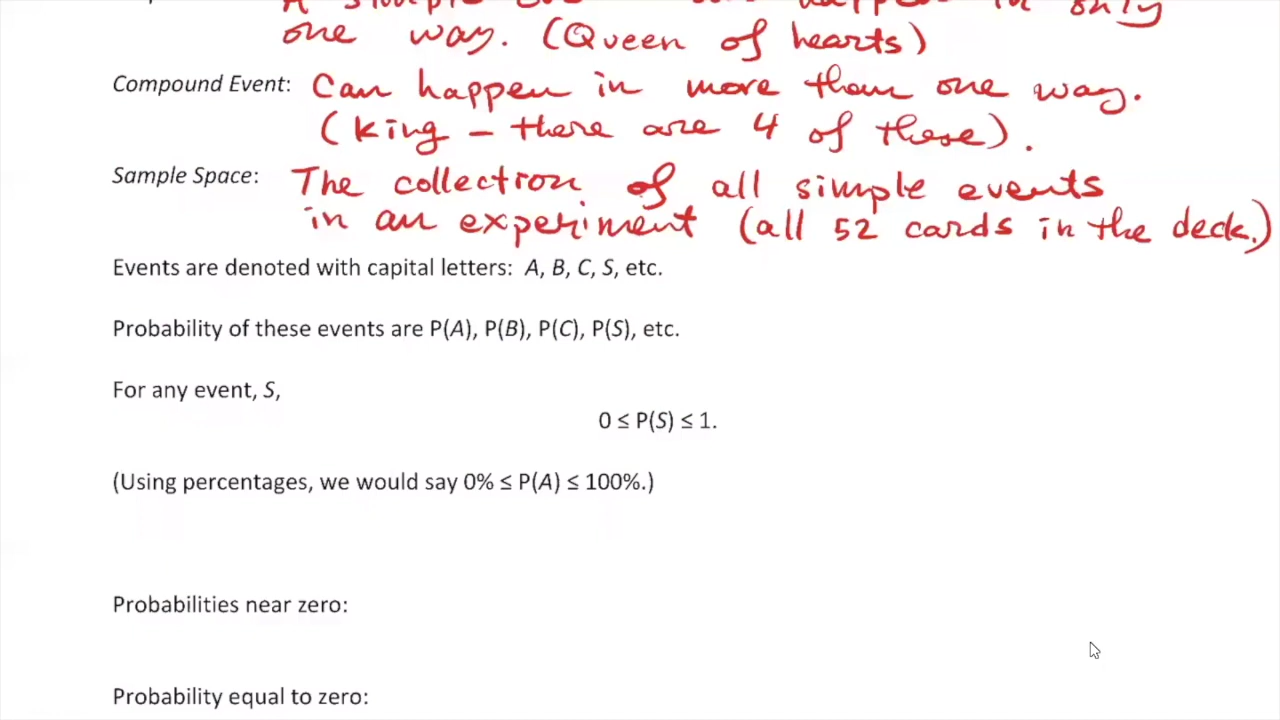 A simple in only
one way. (Queen of hearts)
Compound Event: Can happen in more than one way.
(King - there are 4 of these).
Sample Space: The collection of all simple events
in an experiment (all 52 cards in the deck.)
Events are denoted with capital letters: A, B, C, S, etc.
Probability of these events are P(A), P(B), P(C), P(S), etc.
For any event, S,
0 ≤ P(S) ≤ 1.
(Using percentages, we would say 0% ≤ P(A) ≤ 100%.)
Probabilities near zero:
Probability equal to zero: